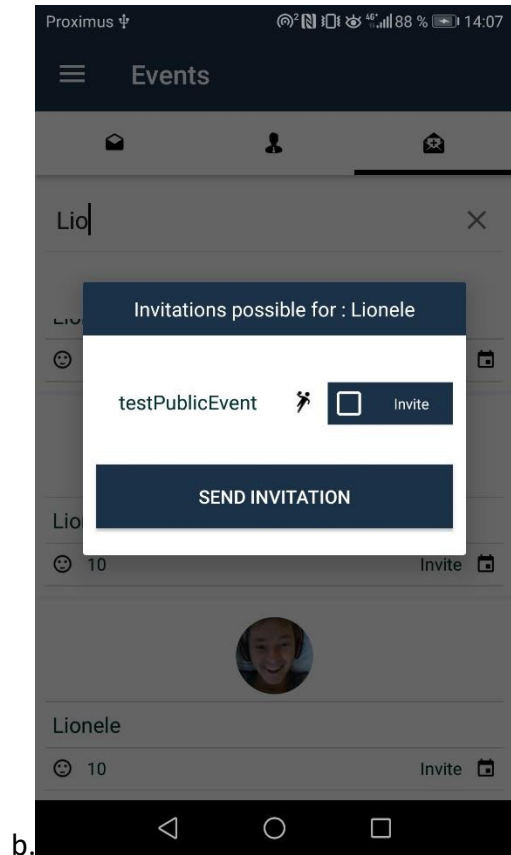 Proximus 88 % 14:07
Events
Lio
Invitations possible for : Lionele
testPublicEvent Invite
SEND INVITATION
Lio
10 Invite
Lionele
10 Invite
b.